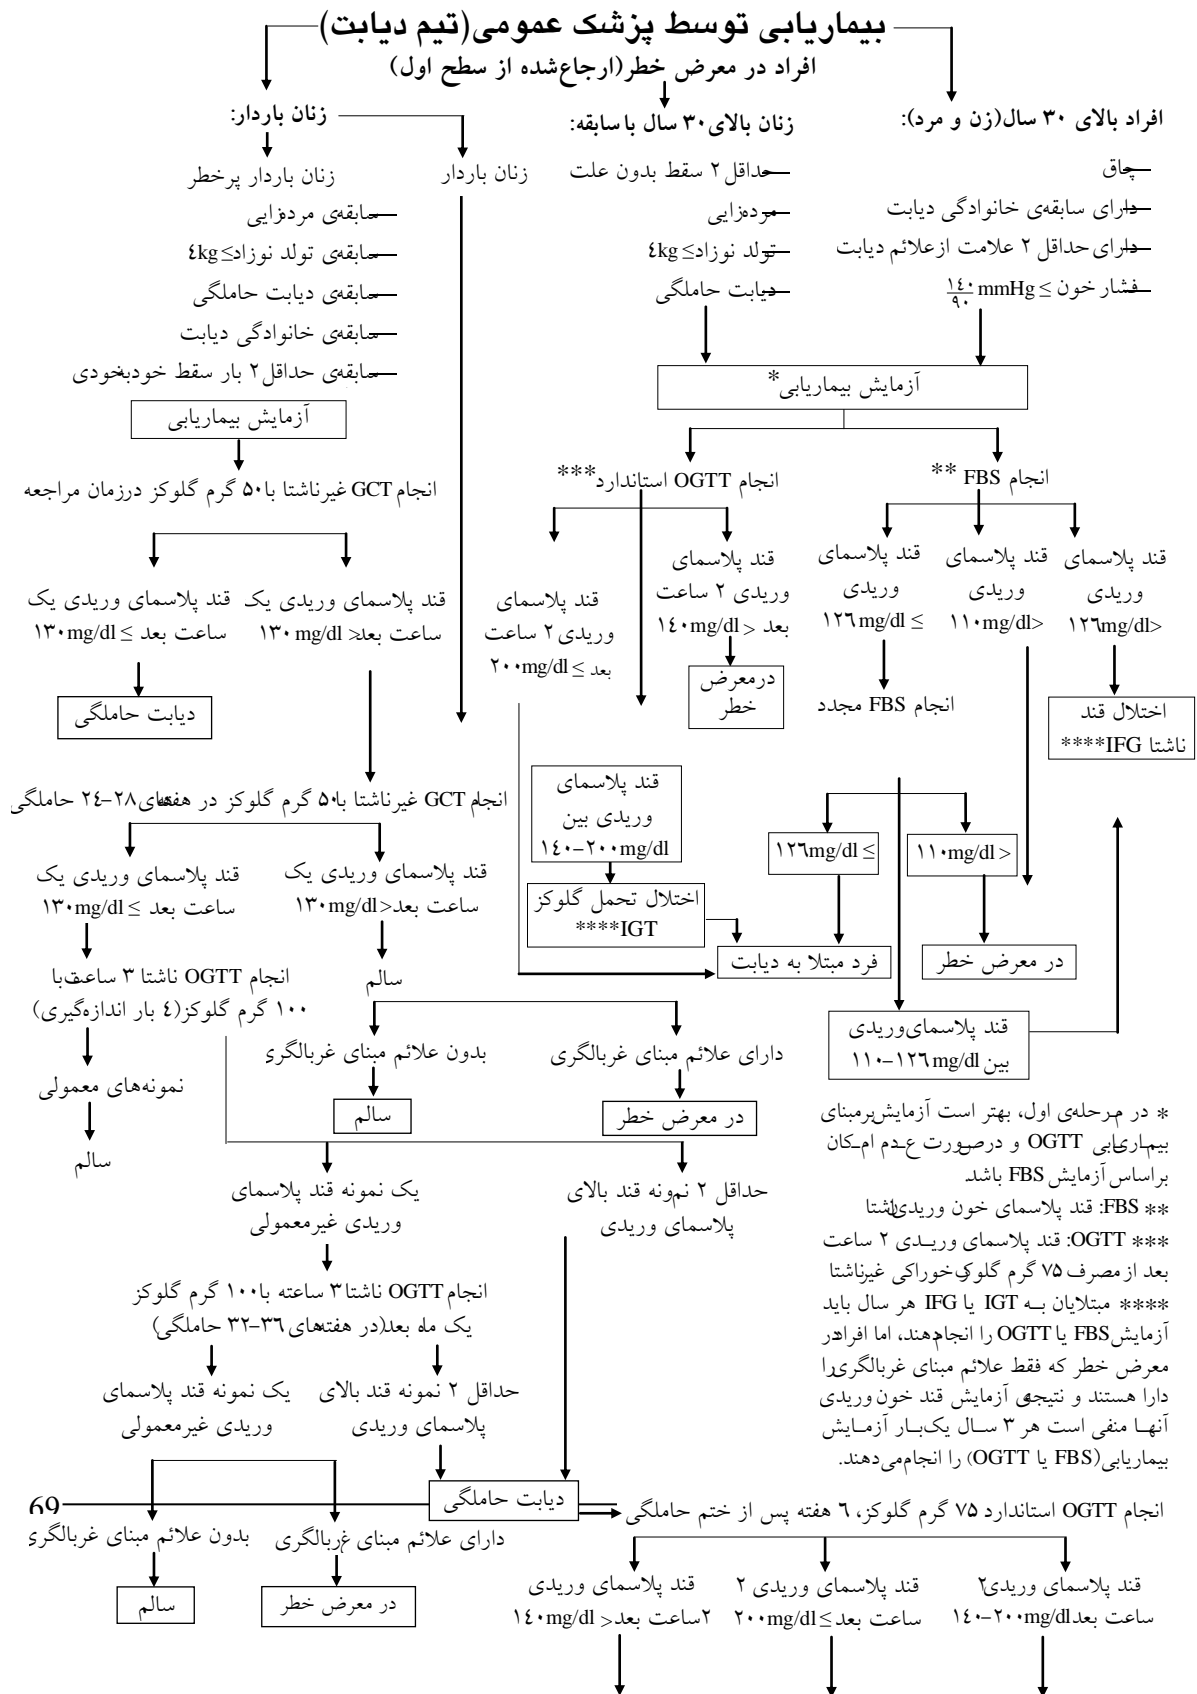 بیماریابی توسط پزشک عمومی(تیم دیابت)
افراد در معرض خطر(ارجاع‌شده از سطح اول)
افراد بالای ۳۰ سال(زن و مرد):
چاق
دارای سابقه‌ی خانوادگی دیابت
دارای حداقل ۲ علامت ازعلائم دیابت
فشار خون ≥ ۱۴۰/۹۰ mmHg
زنان بالای ۳۰ سال با سابقه:
حداقل ۲ سقط بدون علت
مرده‌زایی
تولد نوزاد≥ ۴kg
دیابت حاملگی
زنان باردار:
زنان باردار
زنان باردار پرخطر
سابقه‌ی مرده‌زایی
سابقه‌ی تولد نوزاد≥ ۴kg
سابقه‌ی دیابت حاملگی
سابقه‌ی خانوادگی دیابت
سابقه‌ی حداقل ۲ بار سقط خودبه‌خودی
آزمایش بیماریابی*
انجام FBS **
انجام OGTT استاندارد***
قند پلاسمای
وریدی
<۱۲۶mg/dl
قند پلاسمای
وریدی
<۱۱۰mg/dl
قند پلاسمای
وریدی
≥ ۱۲۶mg/dl
قند پلاسمای
وریدی ۲ ساعت
بعد < ۱۴۰mg/dl
قند پلاسمای
وریدی ۲ ساعت
بعد ≥ ۲۰۰mg/dl
اختلال قند
ناشتا IFG****
انجام FBS مجدد
درمعرض
خطر
قند پلاسمای
وریدی بین
۱۴۰–۲۰۰mg/dl
<۱۱۰mg/dl
≥ ۱۲۶mg/dl
اختلال تحمل گلوکز
IGT****
در معرض خطر
فرد مبتلا به دیابت
قند پلاسمای‌وریدی
بین ۱۱۰–۱۲۶mg/dl
آزمایش بیماریابی
انجام GCT غیرناشتا با ۵۰ گرم گلوکز درزمان مراجعه
قند پلاسمای وریدی یک
ساعت بعد< ۱۳۰mg/dl
قند پلاسمای وریدی یک
ساعت بعد ≥ ۱۳۰mg/dl
دیابت حاملگی
انجام GCT غیرناشتا با ۵۰ گرم گلوکز در هفته‌های ۲۸–۲۴ حاملگی
قند پلاسمای وریدی یک
ساعت بعد<۱۳۰mg/dl
قند پلاسمای وریدی یک
ساعت بعد ≥ ۱۳۰mg/dl
سالم
انجام OGTT ناشتا ۳ ساعته با
۱۰۰ گرم گلوکز(۴ بار اندازه‌گیری)
دارای علائم مبنای غربالگری
بدون علائم مبنای غربالگری
نمونه‌های معمولی
در معرض خطر
سالم
سالم
حداقل ۲ نمونه قند بالای
پلاسمای وریدی
یک نمونه قند پلاسمای
وریدی غیرمعمولی
انجام OGTT ناشتا ۳ ساعته با ۱۰۰ گرم گلوکز
یک ماه بعد(در هفته‌های ۳۶–۳۲ حاملگی)
حداقل ۲ نمونه قند بالای
پلاسمای وریدی
یک نمونه قند پلاسمای
وریدی غیرمعمولی
* در مرحله‌ی اول، بهتر است آزمایش‌برمبنای
بیماریابی OGTT و درصورت عدم امکان
براساس آزمایش FBS باشد.
** FBS: قند پلاسمای خون وریدی ناشتا
*** OGTT: قند پلاسمای وریدی ۲ ساعت
بعد از مصرف ۷۵ گرم گلوکز خوراکی غیرناشتا
**** مبتلایان به IGT یا IFG هر سال باید
آزمایش FBS یا OGTT را انجام‌دهند، اما افراد در
معرض خطر که فقط علائم مبنای غربالگری را
دارا هستند و نتیجه‌ی آزمایش قند خون وریدی
آنها منفی است هر ۳ سال یک‌بار آزمایش
بیماریابی(FBS یا OGTT) را انجام‌می‌دهند.
دیابت حاملگی
69
انجام OGTT استاندارد ۷۵ گرم گلوکز، ۶ هفته پس از ختم حاملگی
دارای علائم مبنای غربالگری
بدون علائم مبنای غربالگری
در معرض خطر
سالم
قند پلاسمای وریدی۲
ساعت بعد۱۴۰–۲۰۰mg/dl
قند پلاسمای وریدی ۲
ساعت بعد ≥ ۲۰۰mg/dl
قند پلاسمای وریدی
۲ساعت بعد< ۱۴۰mg/dl